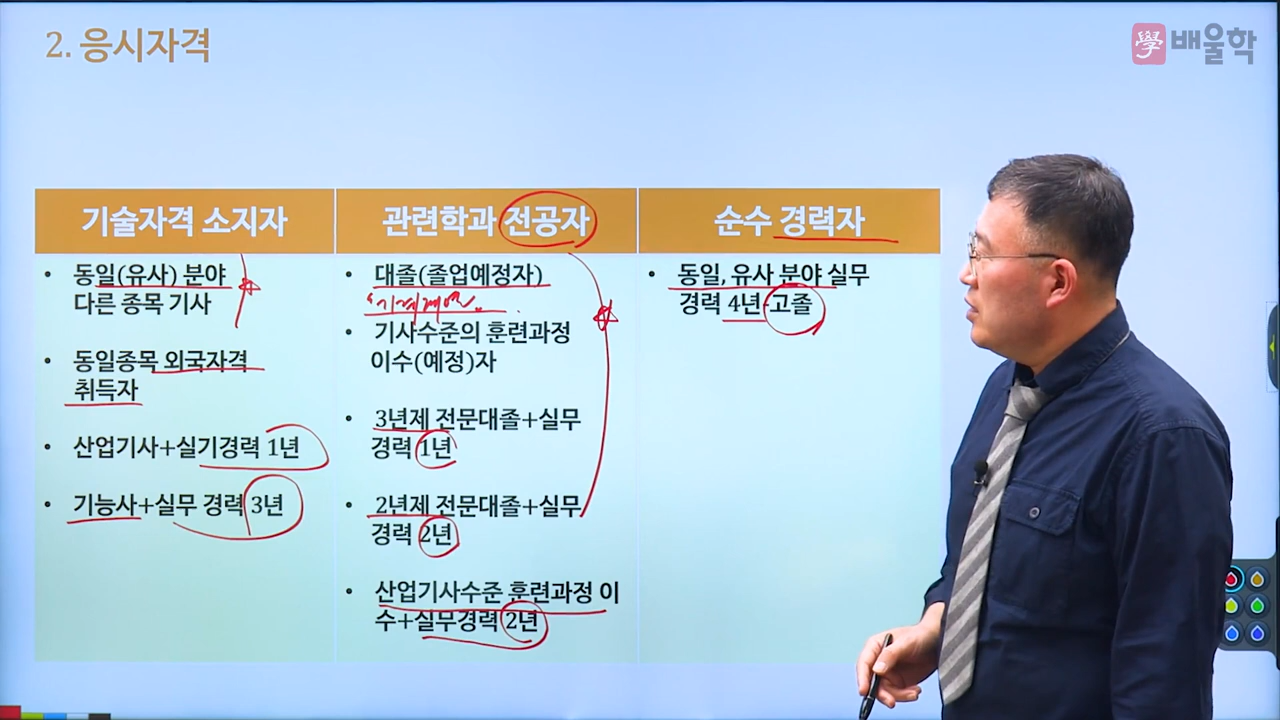 2. 응시자격
學 배울학
기술자격 소지자
• 동일(유사) 분야
다른 종목 기사
• 동일종목 외국자격
취득자
• 산업기사+실기경력 1년
• 기능사+실무 경력 3년
관련학과 전공자
• 대졸(졸업예정자)
• 기사수준의 훈련과정
이수(예정)자
• 3년제 전문대졸+실무
경력 1년
• 2년제 전문대졸+실무
경력 2년
• 산업기사수준 훈련과정 이
수+실무경력 2년
순수 경력자
• 동일, 유사 분야 실무
경력 4년-고졸